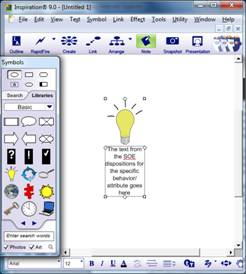 Inspiration® 9.0 - [Untitled 1]
File Edit View Text Symbol Link Effect Tools Utility Window Help
Outline RapidFire Create Link Arrange Note Snapshot Presentation
Symbols
Search Libraries
Basic
The text from
the SOE
dispositions for
the specific
behavior/
attribute goes
here
Enter search words
Photos Art
Arial 12 B I U